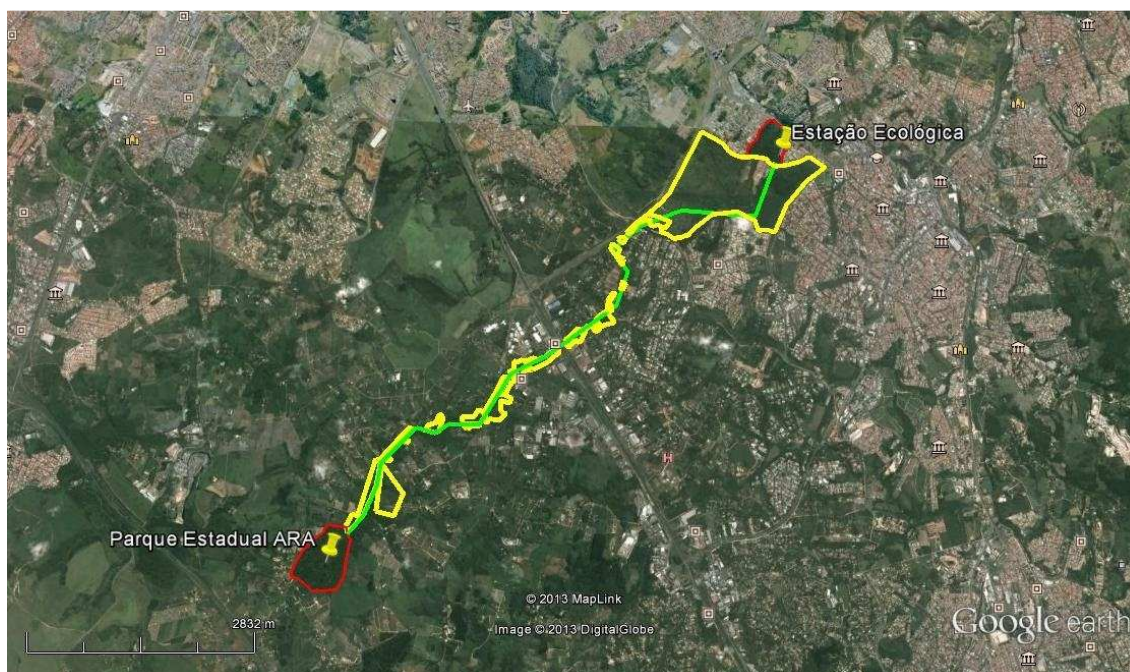 Estação Ecológica
Parque Estadual ARA
© 2013 MapLink
Image © 2013 DigitalGlobe
2832 m
Google earth
H